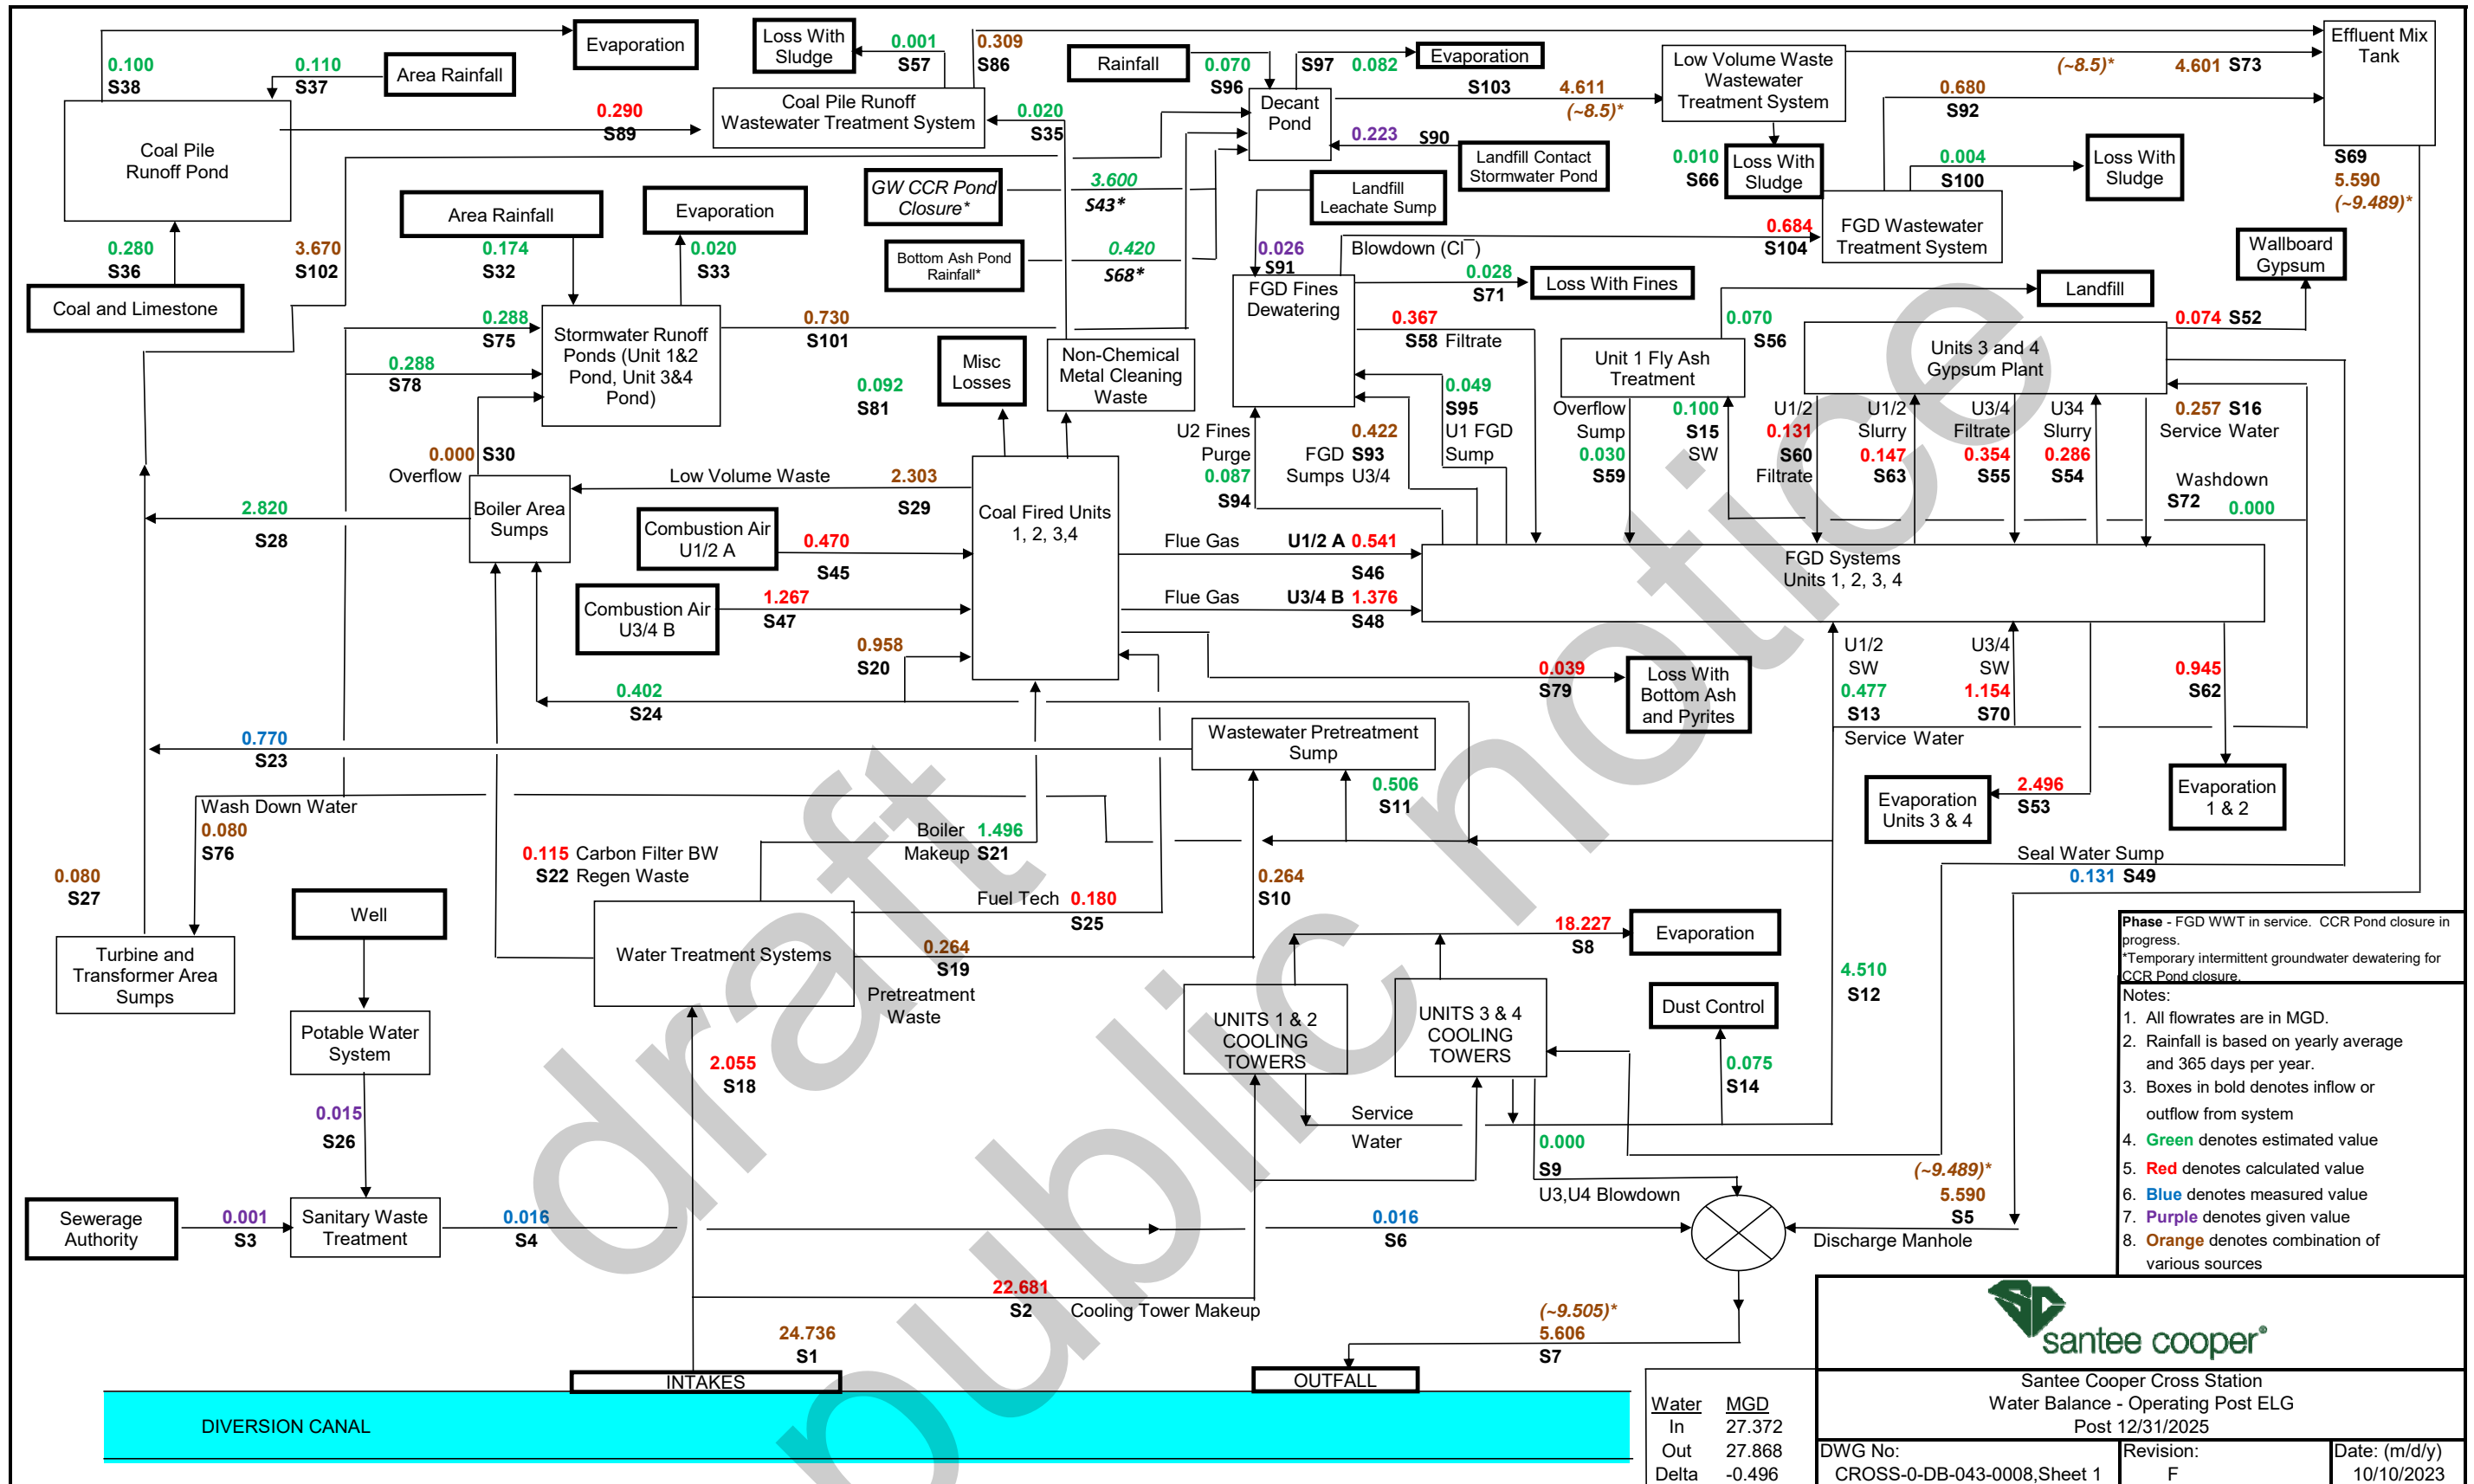 Evaporation
Loss With
Sludge
0.001
S57
0.309
S86
Rainfall
0.070
S96
S97
0.082
Evaporation
Low Volume Waste
Wastewater
Treatment System
(~8.5)*
4.601 S73
Effluent Mix
Tank
0.100
S38
0.110
S37
Area Rainfall
Coal Pile
Runoff Pond
0.290
S89
Coal Pile Runoff
Wastewater Treatment System
0.020
S35
Decant
Pond
S103
4.611
(~8.5)*
0.680
S92
0.223
S90
Landfill Contact
Stormwater Pond
0.010
S66
Loss With
Sludge
0.004
S100
Loss With
Sludge
S69
5.590
(~9.489)*
GW CCR Pond
Closure*
3.600
S43*
Landfill
Leachate Sump
Area Rainfall
0.174
S32
Evaporation
0.020
S33
0.280
S36
3.670
S102
Bottom Ash Pond
Rainfall*
0.420
S68*
0.026
S91
Blowdown (Cl¯)
0.684
S104
FGD Wastewater
Treatment System
Wallboard
Gypsum
Coal and Limestone
FGD Fines
Dewatering
0.028
S71
Loss With Fines
Landfill
0.288
S75
Stormwater Runoff
Ponds (Unit 1&2
Pond, Unit 3&4
Pond)
0.730
S101
0.288
S78
0.092
S81
Misc
Losses
Non-Chemical
Metal Cleaning
Waste
0.367
S58 Filtrate
0.070
S56
Unit 1 Fly Ash
Treatment
Units 3 and 4
Gypsum Plant
0.074 S52
0.049
S95
U1 FGD
Sump
U2 Fines
Purge
0.087
S94
0.422
FGD S93
Sumps U3/4
Overflow
Sump
0.030
S59
0.100
S15
SW
U1/2
0.131
S60
Filtrate
U1/2
Slurry
0.147
S63
U3/4
Filtrate
0.354
S55
U34
Slurry
0.286
S54
0.257 S16
Service Water
Washdown
S72
0.000
0.000 S30
Overflow
Low Volume Waste 2.303
S29
Boiler Area
Sumps
2.820
S28
Combustion Air
U1/2 A
0.470
S45
Coal Fired Units
1, 2, 3,4
Flue Gas U1/2 A 0.541
S46
FGD Systems
Units 1, 2, 3, 4
Combustion Air
U3/4 B
1.267
S47
Flue Gas U3/4 B 1.376
S48
0.958
S20
0.402
S24
0.039
S79
Loss With
Bottom Ash
and Pyrites
U1/2
SW
0.477
S13
U3/4
SW
1.154
S70
0.945
S62
Service Water
0.770
S23
Wastewater Pretreatment
Sump
0.506
S11
Evaporation
Units 3 & 4
2.496
S53
Evaporation
1 & 2
Wash Down Water
0.080
S76
Boiler 1.496
Makeup S21
0.115 Carbon Filter BW
S22 Regen Waste
Seal Water Sump
0.131 S49
0.080
S27
Well
Fuel Tech 0.180
S25
0.264
S10
Turbine and
Transformer Area
Sumps
Water Treatment Systems
0.264
S19
Pretreatment
Waste
18.227
S8
Evaporation
4.510
S12
Phase - FGD WWT in service. CCR Pond closure in
progress.
*Temporary intermittent groundwater dewatering for
CCR Pond closure.
Potable Water
System
UNITS 1 & 2
COOLING
TOWERS
UNITS 3 & 4
COOLING
TOWERS
Dust Control
0.075
S14
2.055
S18
0.015
S26
Service
Water
0.000
S9
U3,U4 Blowdown
Notes:
1. All flowrates are in MGD.
2. Rainfall is based on yearly average
and 365 days per year.
3. Boxes in bold denotes inflow or
outflow from system
4. Green denotes estimated value
5. Red denotes calculated value
6. Blue denotes measured value
7. Purple denotes given value
8. Orange denotes combination of
various sources
Sewerage
Authority
0.001
S3
Sanitary Waste
Treatment
0.016
S4
0.016
S6
(~9.489)*
5.590
S5
Discharge Manhole
22.681
S2 Cooling Tower Makeup
24.736
S1
(~9.505)*
5.606
S7
INTAKES
OUTFALL
DIVERSION CANAL
Water MGD
In 27.372
Out 27.868
Delta -0.496
santee cooper®
Santee Cooper Cross Station
Water Balance - Operating Post ELG
Post 12/31/2025
DWG No:
CROSS-0-DB-043-0008,Sheet 1
Revision:
F
Date: (m/d/y)
10/10/2023
draft
public notice